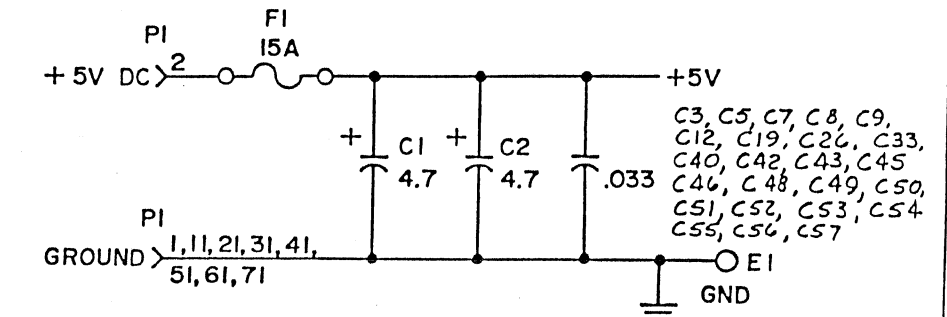 F1
15A
P1
2
+5V DC
+5V
C3, C5, C7, C8, C9,
C12, C19, C26, C33,
C40, C42, C43, C45
C46, C48, C49, C50,
C51, C52, C53, C54
C55, C56, C57
+ C1
4.7
+ C2
4.7
.033
P1
GROUND
1, 11, 21, 31, 41,
51, 61, 71
E1
GND